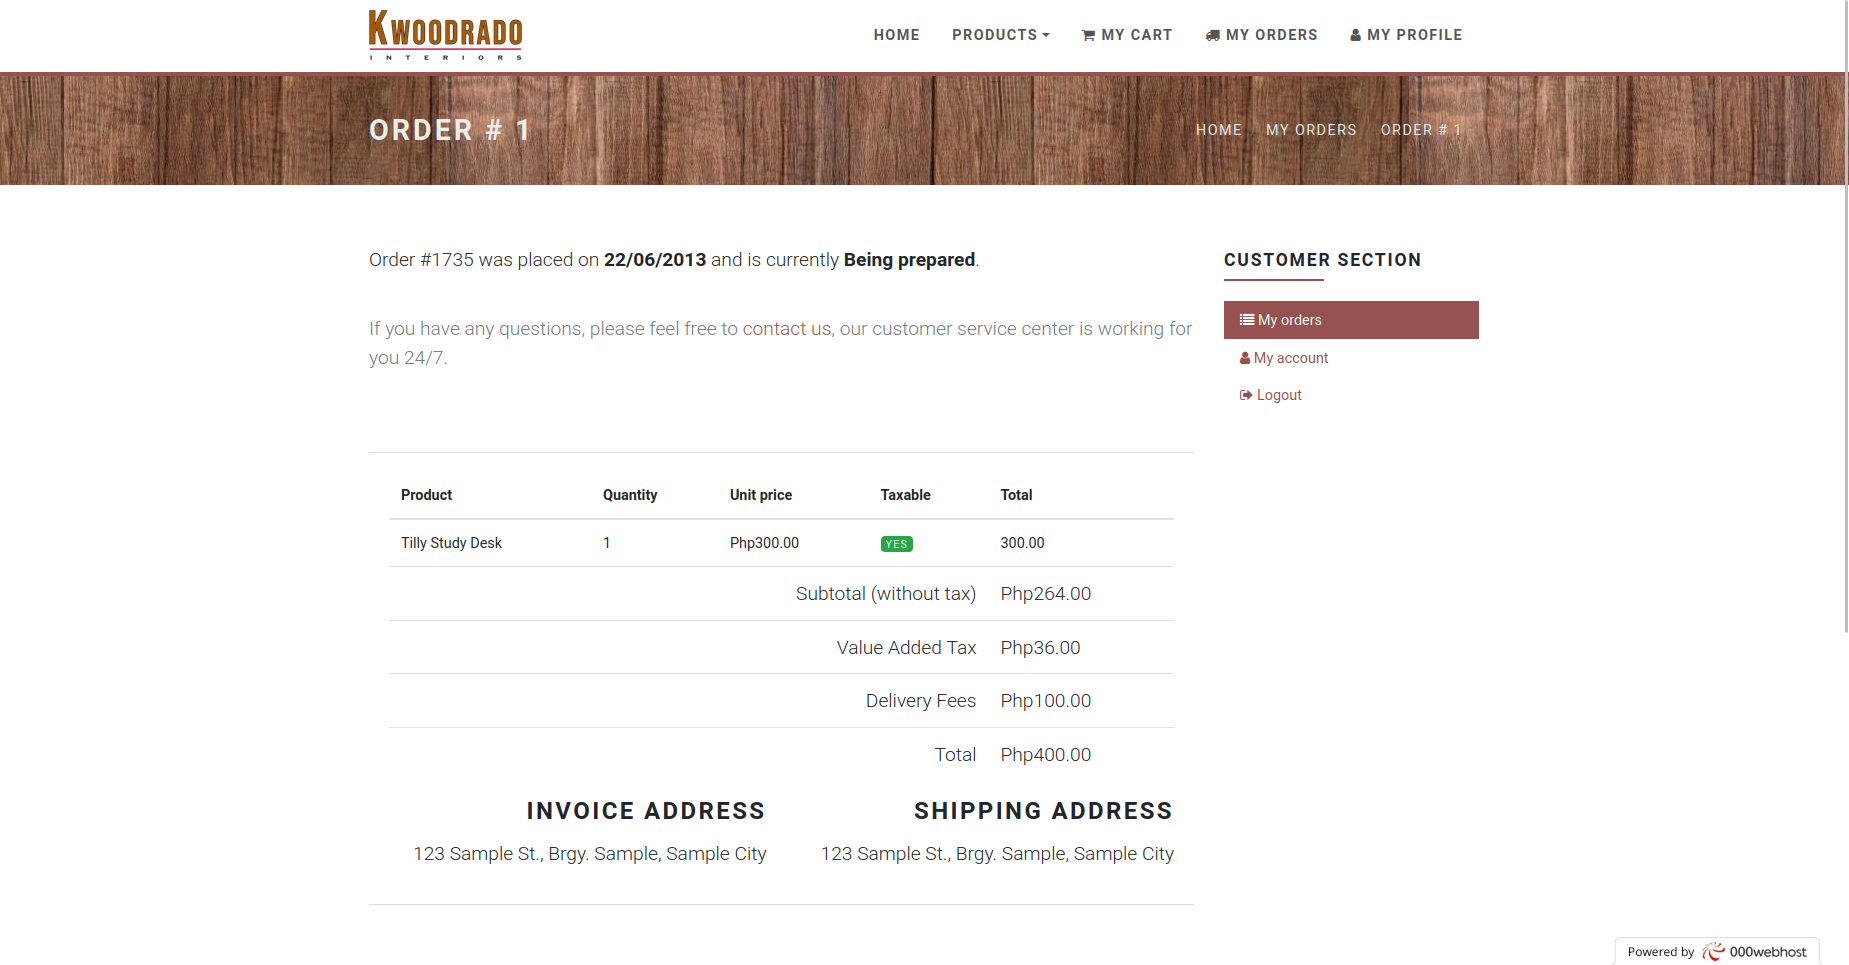 KWOODRADO
INTERIORS
HOME PRODUCTS MY CART MY ORDERS MY PROFILE
ORDER # 1
HOME MY ORDERS ORDER # 1
Order #1735 was placed on 22/06/2013 and is currently Being prepared.
If you have any questions, please feel free to contact us, our customer service center is working for
you 24/7.
CUSTOMER SECTION
My orders
My account
Logout
Product Quantity Unit price Taxable Total
Tilly Study Desk 1 Php300.00 YES 300.00
Subtotal (without tax) Php264.00
Value Added Tax Php36.00
Delivery Fees Php100.00
Total Php400.00
INVOICE ADDRESS
123 Sample St., Brgy. Sample, Sample City
SHIPPING ADDRESS
123 Sample St., Brgy. Sample, Sample City
Powered by 000webhost